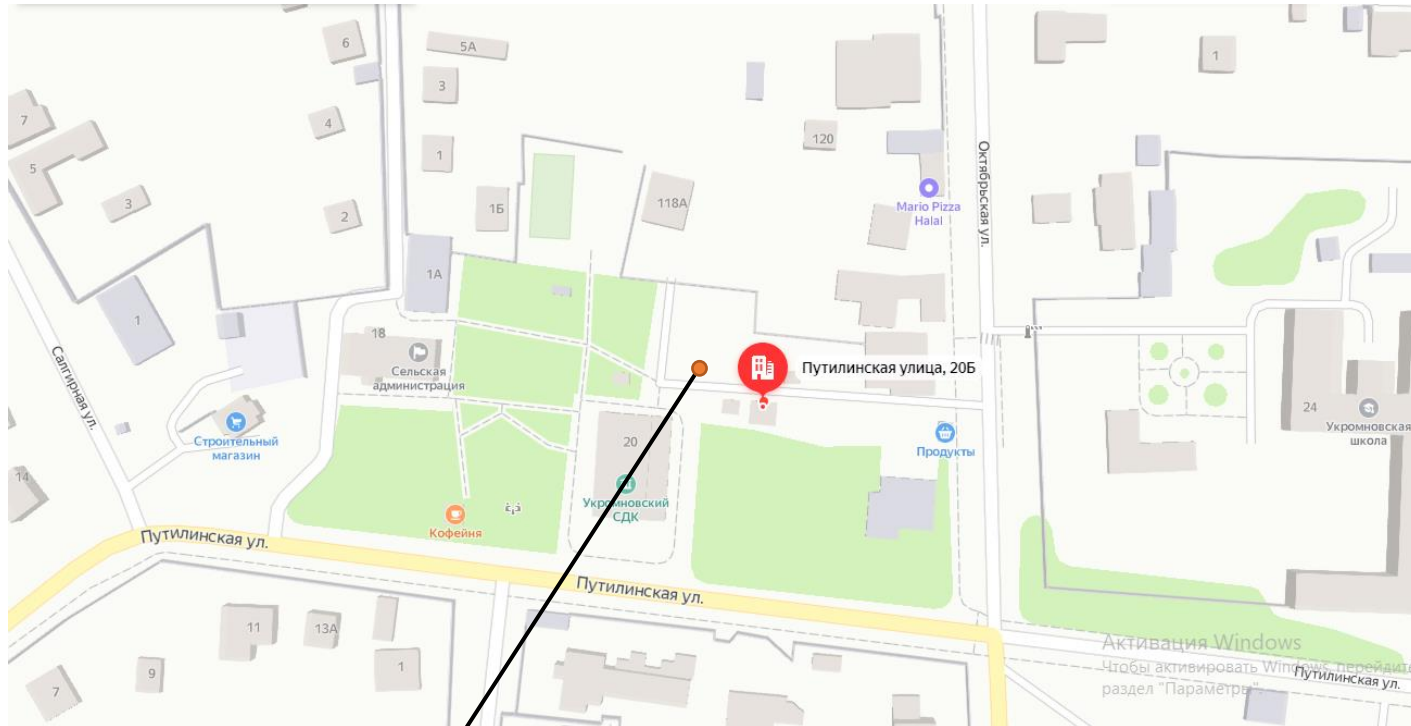 6
5А
3
7
4
1
5
1
120
Октябрьская ул.
3
1Б
118А
Mario Pizza
Halal
2
1А
1
18
Сельская
администрация
Салгирная ул.
Путилинская улица, 20Б
24
Укромновская
школа
Строительный
магазин
20
Продукты
14
Укромновский
СДК
Кофейня
Путилинская ул.
Путилинская ул.
11
13А
Активация Windows
Чтобы активировать Windows, перейдите
раздел "Параметры".
Путилинская ул.
9
1
7